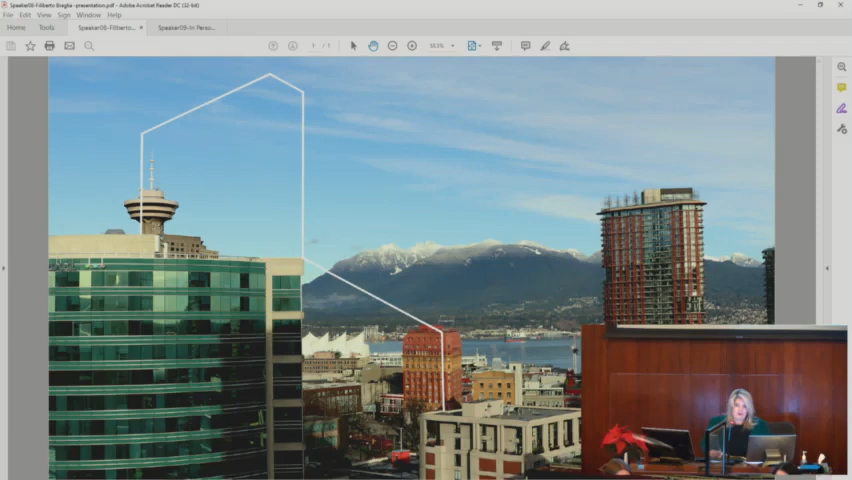 Speaker08-Filiberto Braglia -presentation.pdf - Adobe Acrobat Reader DC (32-bit)
File Edit View Sign Window Help
Home Tools Speaker08-Filiberto... × Speaker09-In Perso...
1 / 1